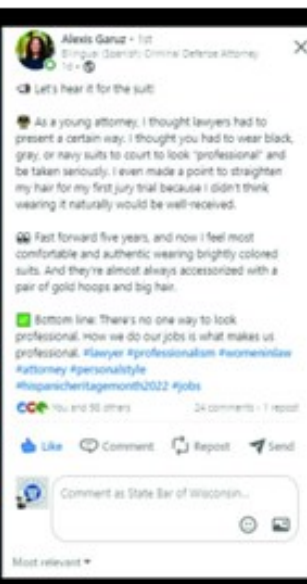 Alexis Garuz • 1st
Bilingual (Spanish) Criminal Defense Attorney
1d •
Let's hear it for the suit!
As a young attorney, I thought lawyers had to
present a certain way. I thought you had to wear black,
gray, or navy suits to court to look "professional" and
be taken seriously. I even made a point to straighten
my hair for my first jury trial because I didn't think
wearing it naturally would be well-received.
Fast forward five years, and now I feel most
comfortable and authentic wearing brightly colored
suits. And they're almost always accessorized with a
pair of gold hoops and big hair.
Bottom line: There's no one way to look
professional. How we do our jobs is what makes us
professional. #lawyer #professionalism #womeninlaw
#attorney #personalstyle
#hispanicheritagemonth2022 #jobs
You and 98 others 24 comments • 1 repost
Like Comment Repost Send
Comment as State Bar of Wisconsin...
Most relevant